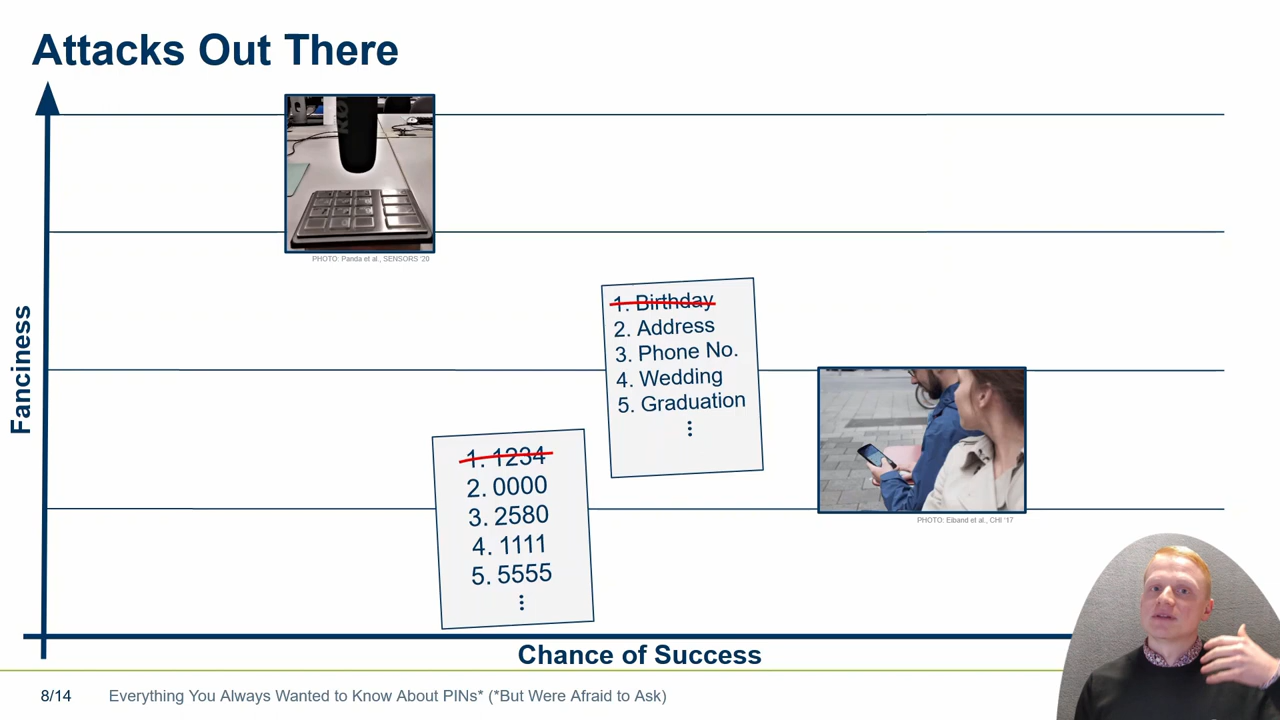 Attacks Out There
Fanciness
PHOTO: Panda et al., SENSORS '20
1. Birthday
2. Address
3. Phone No.
4. Wedding
5. Graduation
⋮
1. 1234
2. 0000
3. 2580
4. 1111
5. 5555
⋮
PHOTO: Eiband et al., CHI '17
Chance of Success
8/14
Everything You Always Wanted to Know About PINs* (*But Were Afraid to Ask)